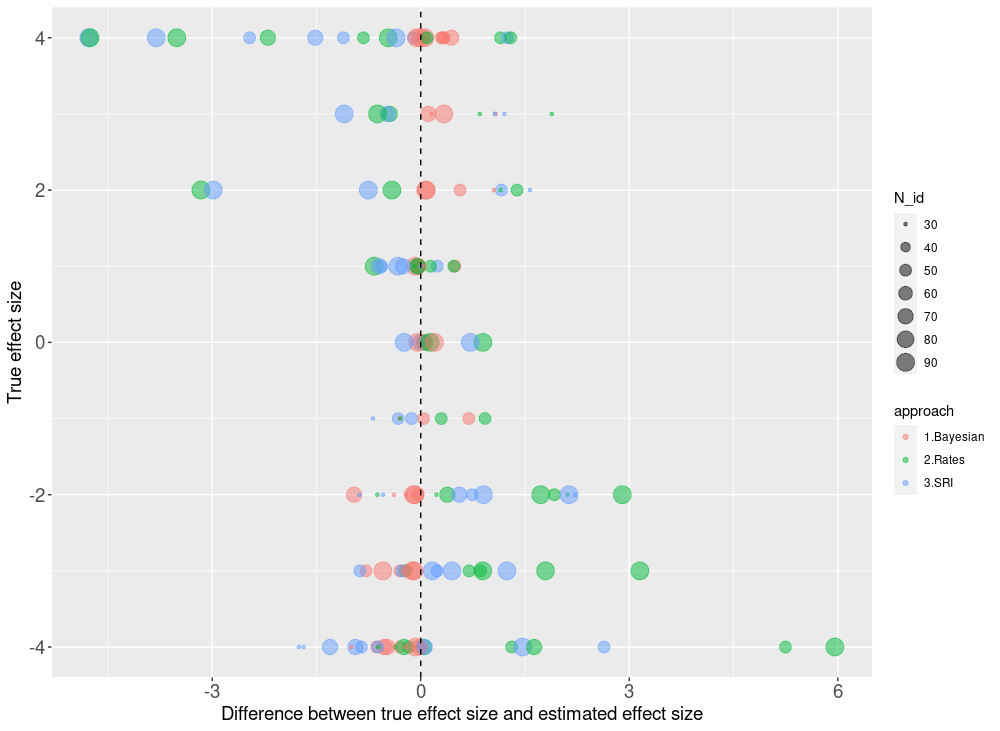 4
2
0
-2
-4
True effect size
-3
0
3
6
Difference between true effect size and estimated effect size
N_id
30
40
50
60
70
80
90
approach
1.Bayesian
2.Rates
3.SRI